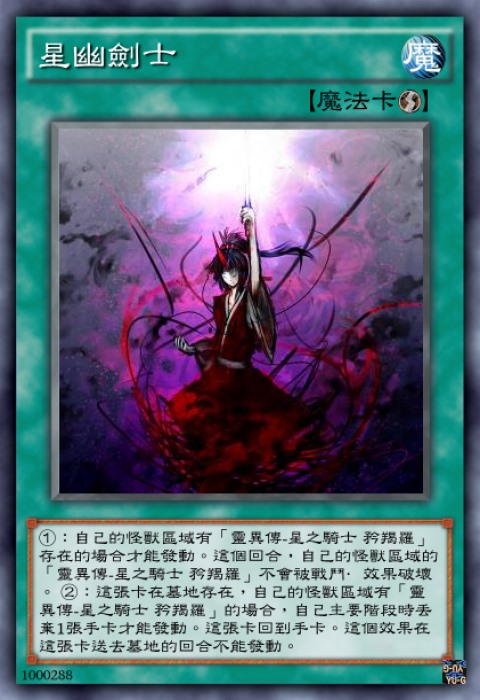 星幽劍士
魔
【魔法卡】
①：自己的怪獸區域有「靈異傳-星之騎士 矜羯羅」
存在的場合才能發動。這個回合，自己的怪獸區域的
「靈異傳-星之騎士 矜羯羅」不會被戰鬥·效果破壞
。②：這張卡在墓地存在，自己的怪獸區域有「靈
異傳-星之騎士 矜羯羅」的場合，自己主要階段時丟
棄1張手卡才能發動。這張卡回到手卡。這個效果在
這張卡送去墓地的回合不能發動。
1000288
YU-G